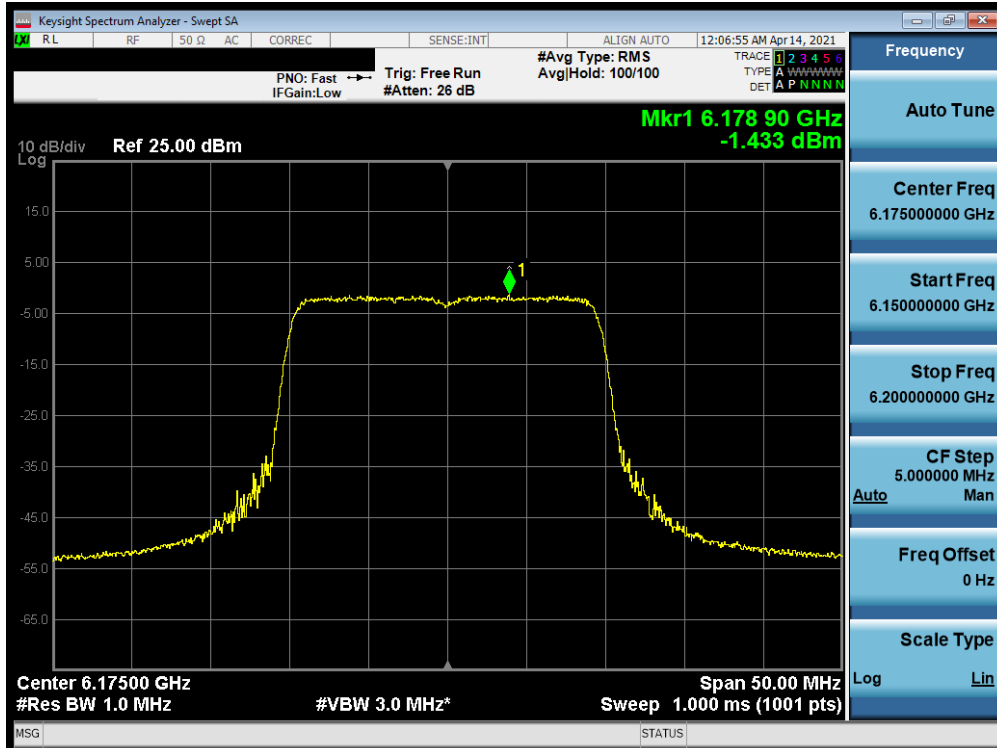 Keysight Spectrum Analyzer - Swept SA
LXI RL RF 50 Ω AC CORREC SENSE:INT ALIGN AUTO 12:06:55 AM Apr 14, 2021
PNO: Fast
IFGain:Low
Trig: Free Run
#Atten: 26 dB
#Avg Type: RMS
Avg|Hold: 100/100
TRACE 1 2 3 4 5 6
TYPE A WWWWW
DET A P N N N N
Mkr1 6.178 90 GHz
-1.433 dBm
10 dB/div Ref 25.00 dBm
Log
15.0
5.00
-5.00
-15.0
-25.0
-35.0
-45.0
-55.0
-65.0
1
Center 6.17500 GHz Span 50.00 MHz
#Res BW 1.0 MHz #VBW 3.0 MHz* Sweep 1.000 ms (1001 pts)
MSG STATUS
Frequency
Auto Tune
Center Freq
6.175000000 GHz
Start Freq
6.150000000 GHz
Stop Freq
6.200000000 GHz
CF Step
5.000000 MHz
Auto Man
Freq Offset
0 Hz
Scale Type
Log Lin